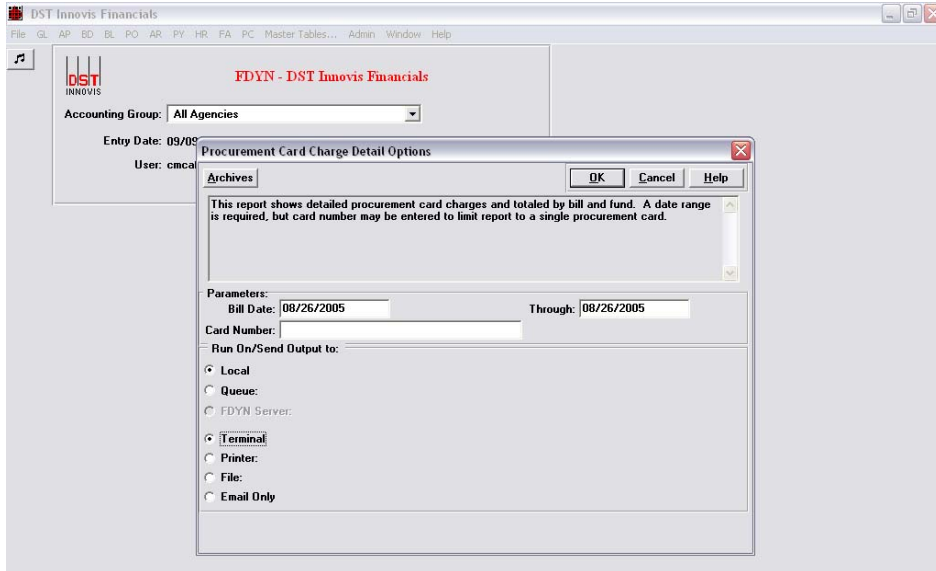 DST Innovis Financials
File GL AP BD BL PO AR PY HR FA PC Master Tables... Admin Window Help
DST
INNOVIS
FDYN - DST Innovis Financials
Accounting Group: All Agencies
Entry Date: 09/09
User: cmcal
Procurement Card Charge Detail Options
Archives OK Cancel Help
This report shows detailed procurement card charges and totaled by bill and fund. A date range
is required, but card number may be entered to limit report to a single procurement card.
Parameters:
Bill Date: 08/26/2005 Through: 08/26/2005
Card Number:
Run On/Send Output to:
Local
Queue:
FDYN Server:
Terminal
Printer:
File:
Email Only